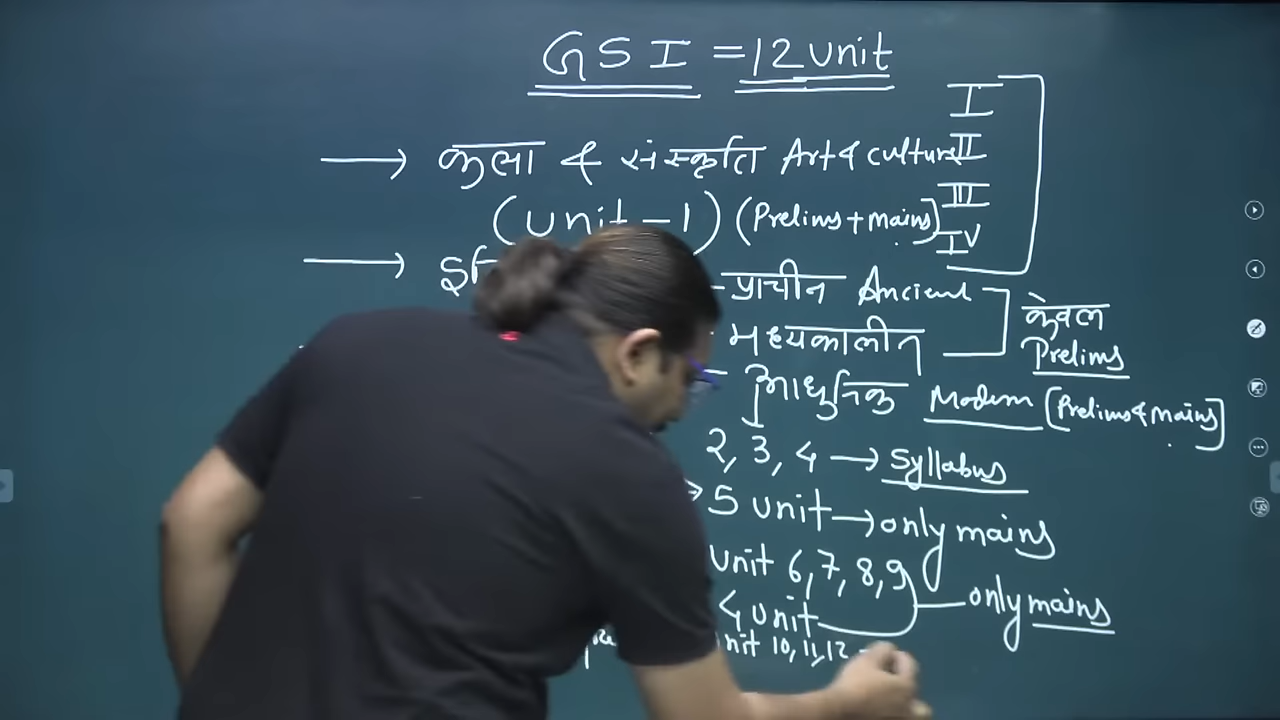 GSI = 12 unit
I
II
III
IV
→ कला & संस्कृति Art & culture
(unit - 1) (Prelims + mains)
→ प्राचीन Ancient
मध्यकालीन
केवल
Prelims
आधुनिक Modern [Prelims & mains]
2, 3, 4 → Syllabus
→ 5 unit → only mains
unit 6, 7, 8, 9
4 unit — only mains
unit 10, 11, 12